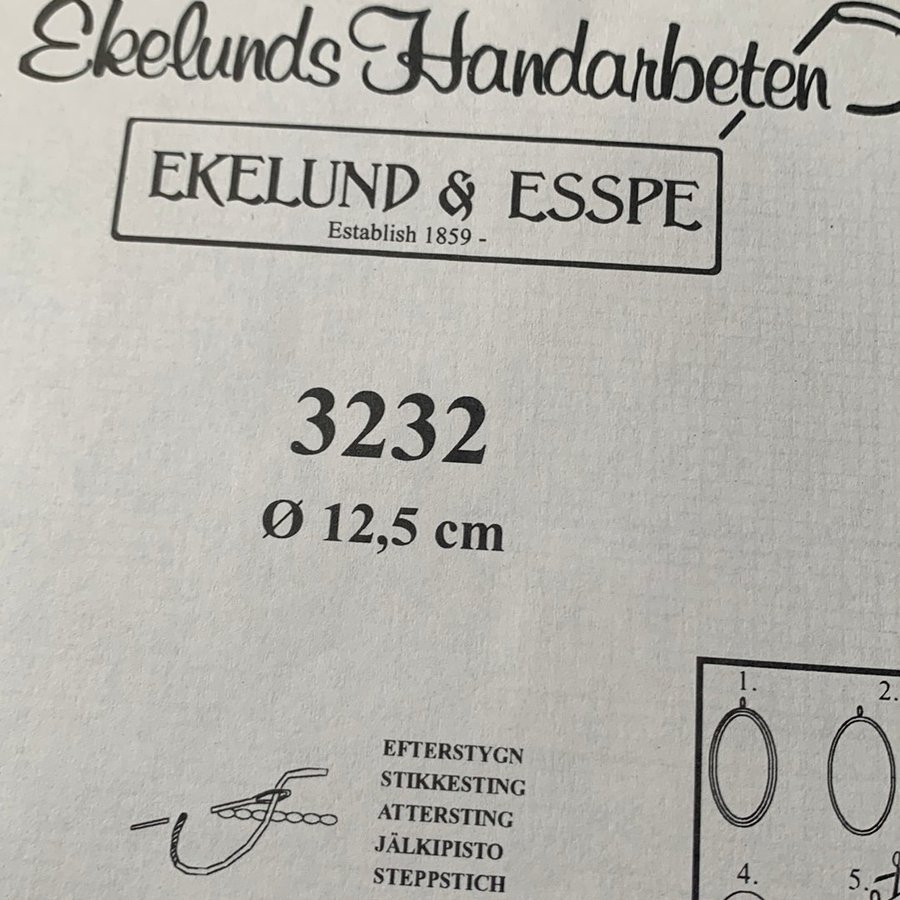 Ekelunds Handarbeten
EKELUND & ESSPE
Establish 1859 -
3232
Ø 12,5 cm
EFTERSTYGN
STIKKESTING
ATTERSTING
JÄLKIPISTO
STEPPSTICH
1.
2.
4.
5.